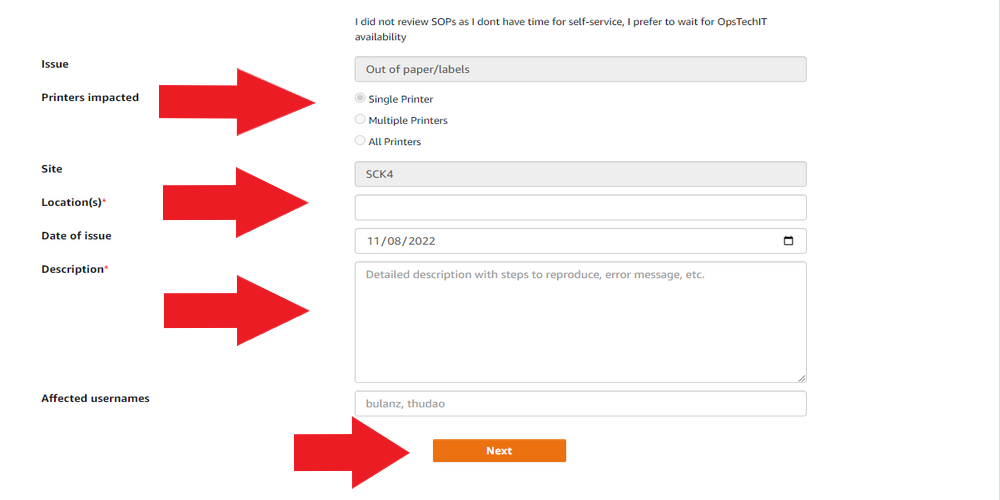 I did not review SOPs as I dont have time for self-service, I prefer to wait for OpsTechIT
availability
Issue
Out of paper/labels
Printers impacted
Single Printer
Multiple Printers
All Printers
Site
SCK4
Location(s)*
Date of issue
11/08/2022
Description*
Detailed description with steps to reproduce, error message, etc.
Affected usernames
bulanz, thudao
Next